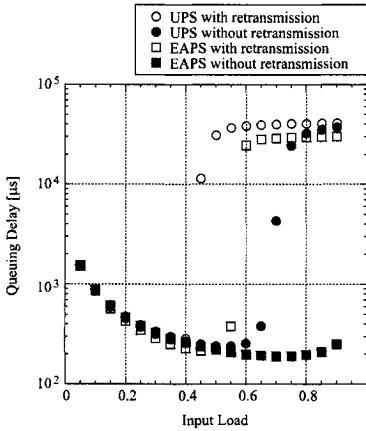 UPS with retransmission
UPS without retransmission
EAPS with retransmission
EAPS without retransmission
10^5
10^4
10^3
10^2
Queuing Delay [μs]
0 0.2 0.4 0.6 0.8 1
Input Load